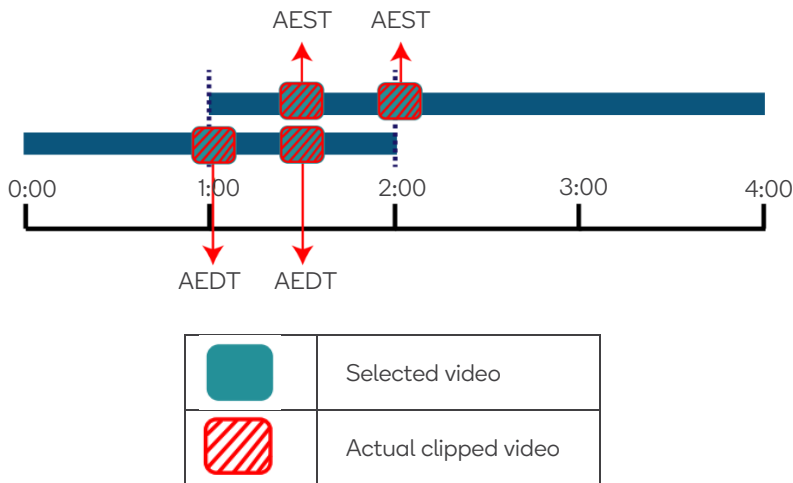 AEST AEST
0:00 1:00 2:00 3:00 4:00
AEDT AEDT
Selected video
Actual clipped video